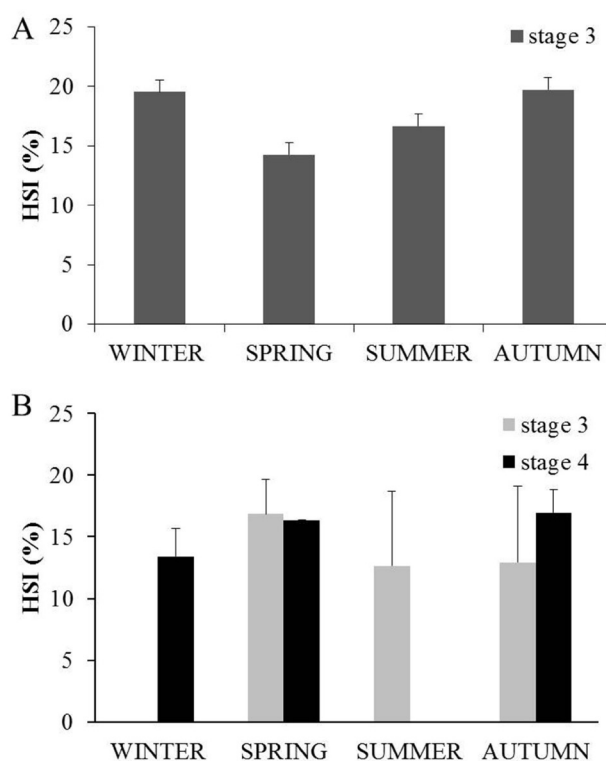 A
25
20
15
10
5
0
HSI (%)
stage 3
WINTER SPRING SUMMER AUTUMN
B
25
20
15
10
5
0
HSI (%)
stage 3
stage 4
WINTER SPRING SUMMER AUTUMN